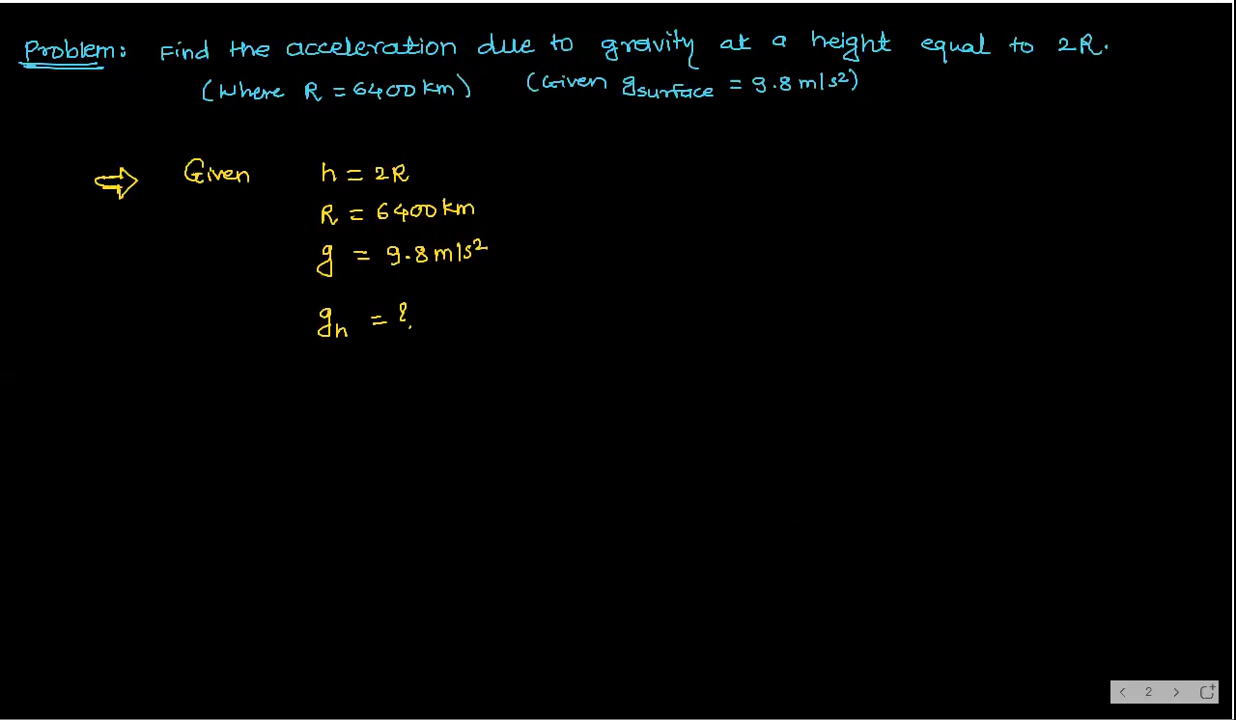 Problem: Find the acceleration due to gravity at a height equal to 2R.
(Where R = 6400 km) (Given gsurface = 9.8 m/s²)
⇒ Given h = 2R
R = 6400 km
g = 9.8 m/s²
gh = ?
< 2 >